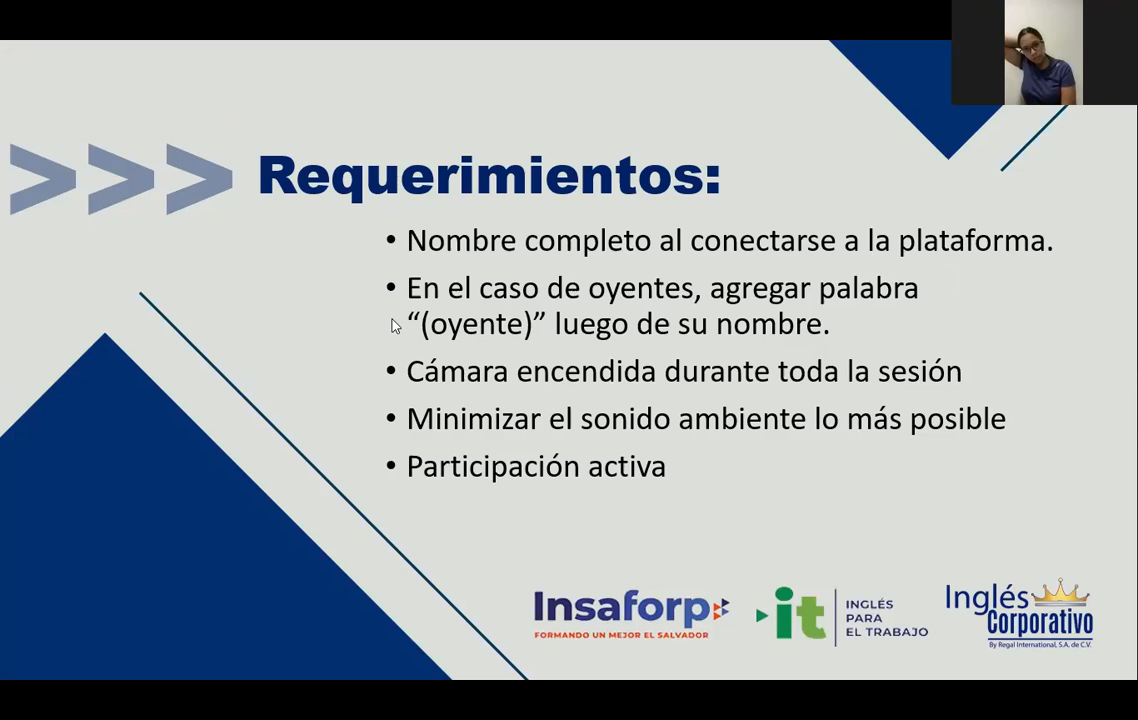 >>> Requerimientos:
• Nombre completo al conectarse a la plataforma.
• En el caso de oyentes, agregar palabra
“(oyente)” luego de su nombre.
• Cámara encendida durante toda la sesión
• Minimizar el sonido ambiente lo más posible
• Participación activa
Insaforp
FORMANDO UN MEJOR EL SALVADOR
it
INGLÉS
PARA
EL TRABAJO
Inglés
Corporativo
By Regal International, S.A. de C.V.